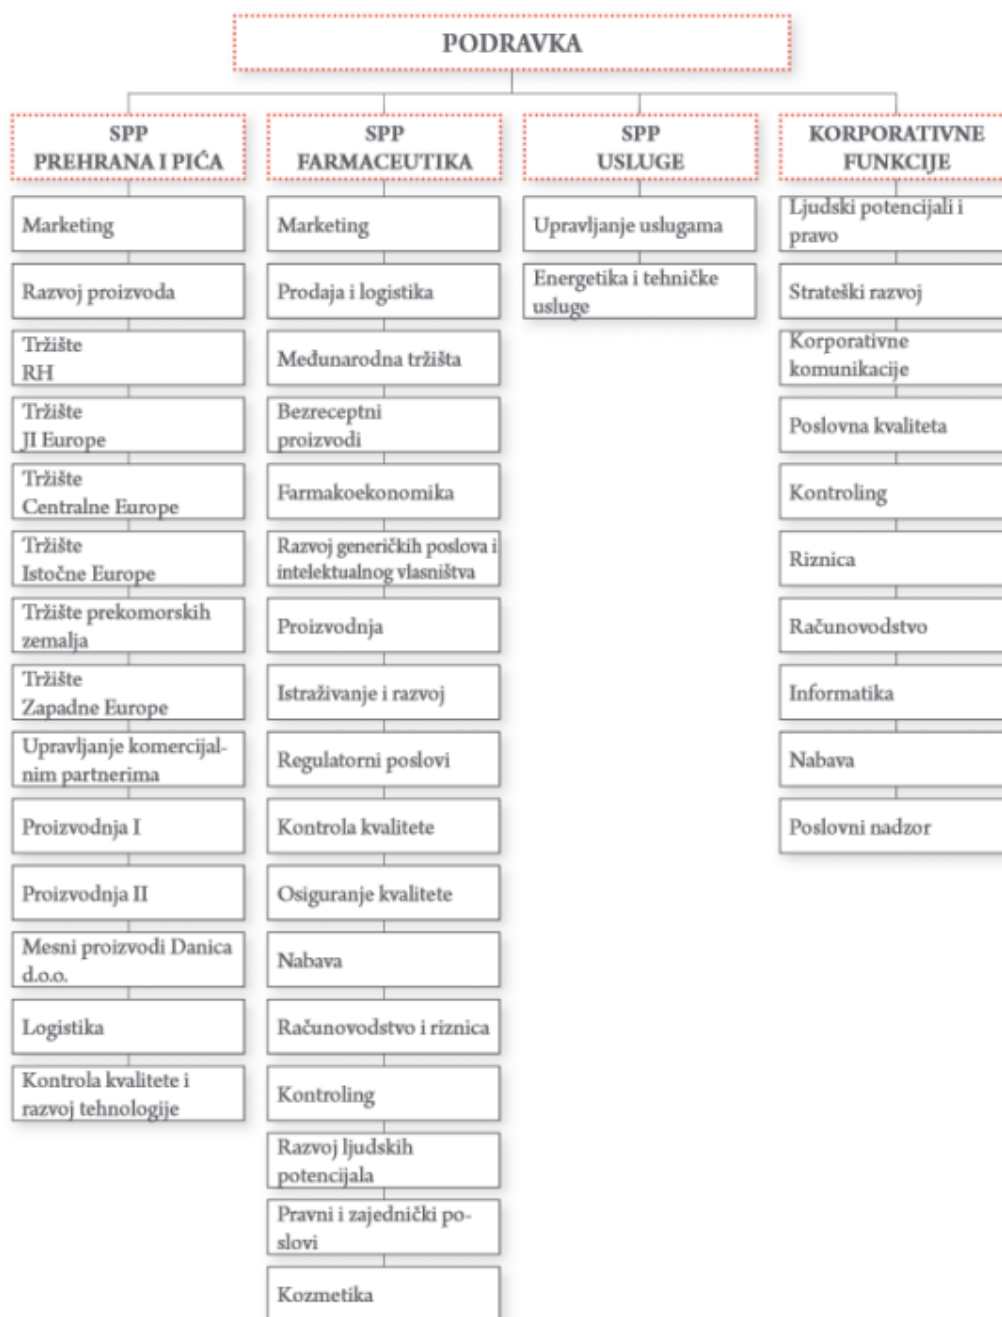 PODRAVKA
SPP
PREHRANA I PIĆA
Marketing
Razvoj proizvoda
Tržište
RH
Tržište
JI Europe
Tržište
Centralne Europe
Tržište
Istočne Europe
Tržište prekomorskih
zemalja
Tržište
Zapadne Europe
Upravljanje komercijal-
nim partnerima
Proizvodnja I
Proizvodnja II
Mesni proizvodi Danica
d.o.o.
Logistika
Kontrola kvalitete i
razvoj tehnologije
SPP
FARMACEUTIKA
Marketing
Prodaja i logistika
Međunarodna tržišta
Bezreceptni
proizvodi
Farmakoekonomika
Razvoj generičkih poslova i
intelektualnog vlasništva
Proizvodnja
Istraživanje i razvoj
Regulatorni poslovi
Kontrola kvalitete
Osiguranje kvalitete
Nabava
Računovodstvo i riznica
Kontroling
Razvoj ljudskih
potencijala
Pravni i zajednički po-
slovi
Kozmetika
SPP
USLUGE
Upravljanje uslugama
Energetika i tehničke
usluge
KORPORATIVNE
FUNKCIJE
Ljudski potencijali i
pravo
Strateški razvoj
Korporativne
komunikacije
Poslovna kvaliteta
Kontroling
Riznica
Računovodstvo
Informatika
Nabava
Poslovni nadzor